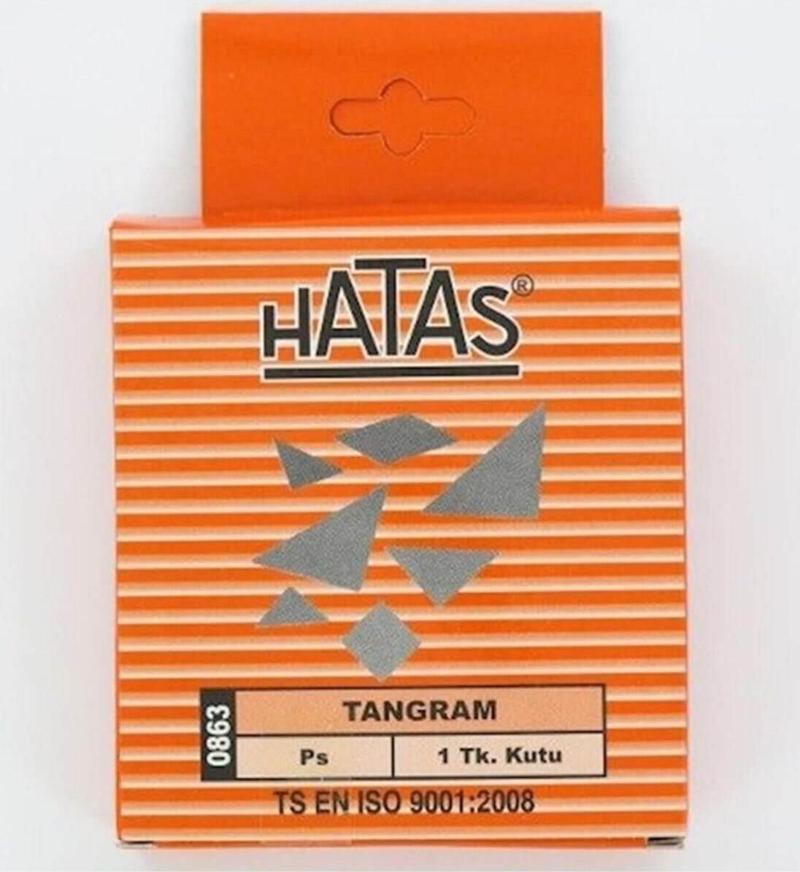 HATAS®
0863
TANGRAM
Ps 1 Tk. Kutu
TS EN ISO 9001:2008